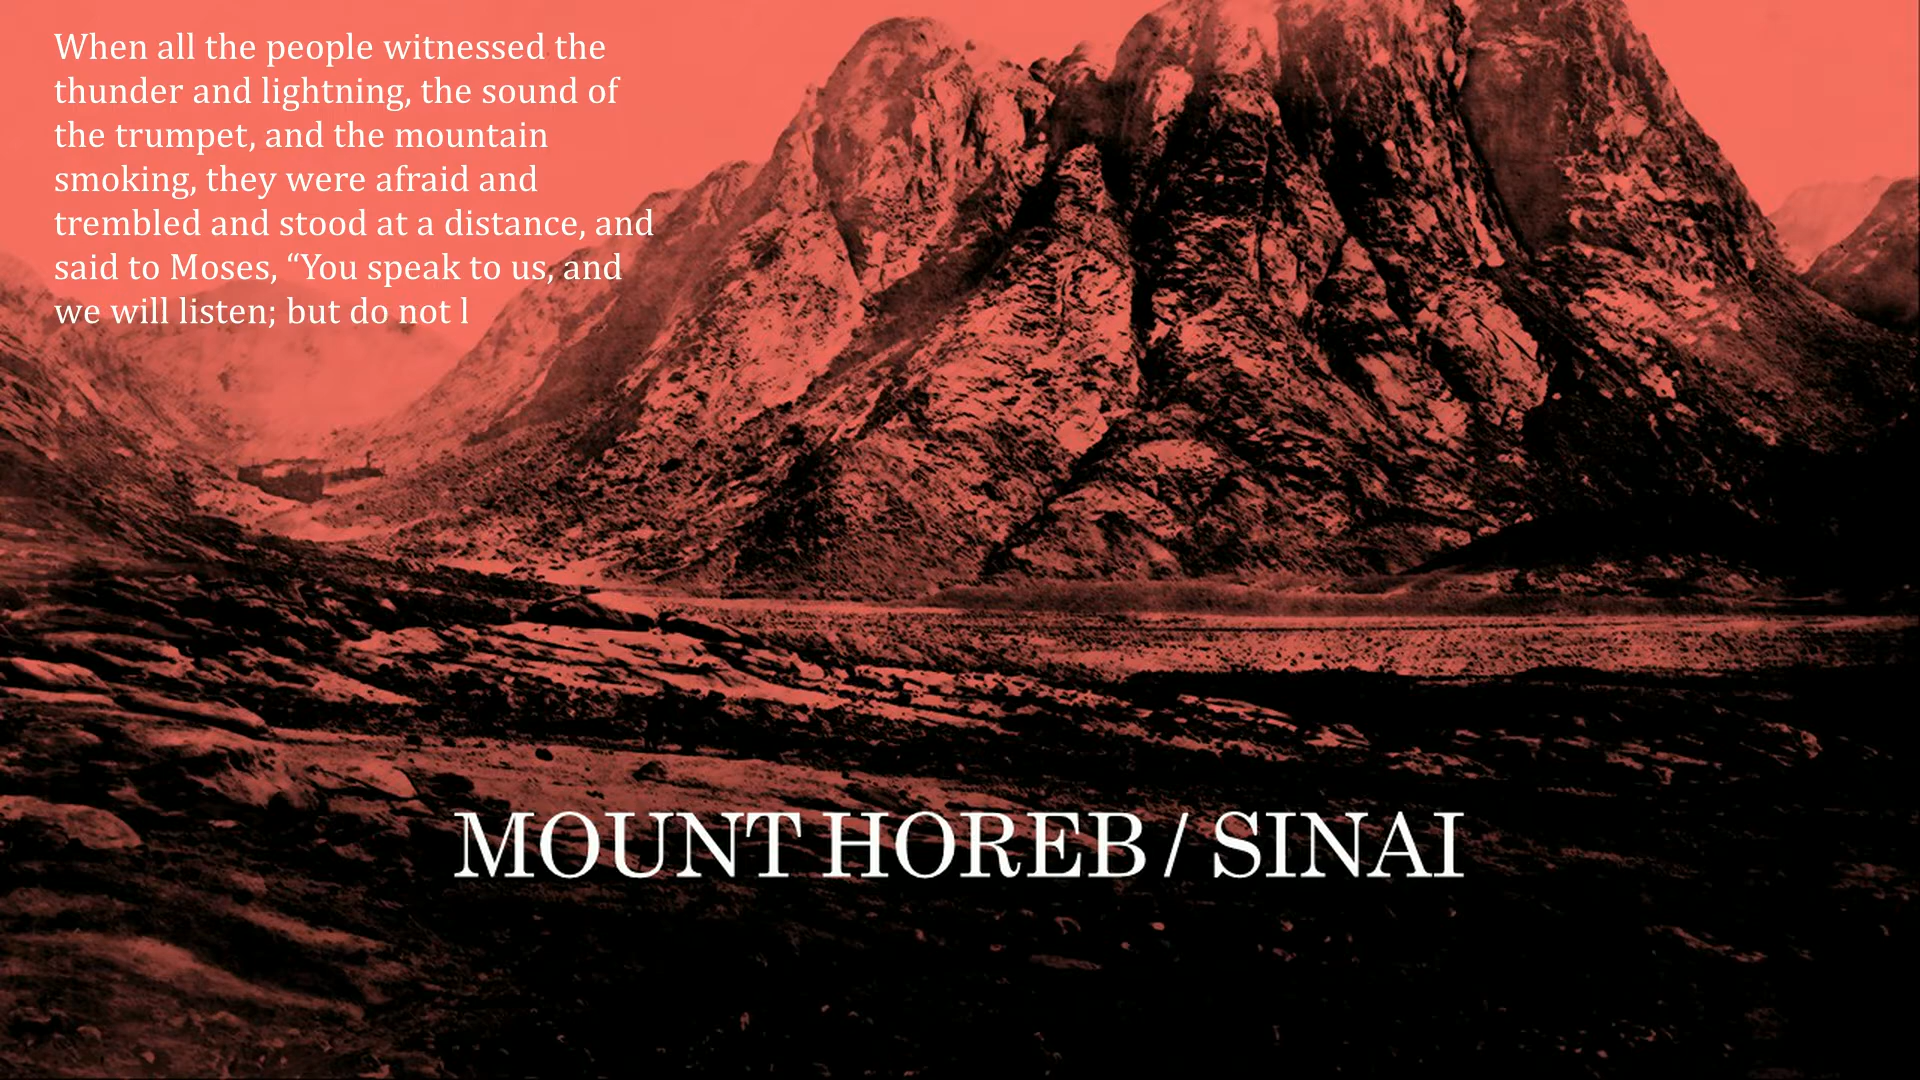 When all the people witnessed the
thunder and lightning, the sound of
the trumpet, and the mountain
smoking, they were afraid and
trembled and stood at a distance, and
said to Moses, “You speak to us, and
we will listen; but do not l
MOUNT HOREB / SINAI